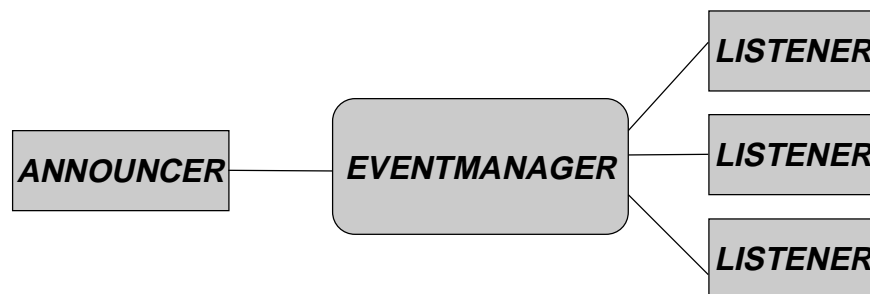 LISTENER
ANNOUNCER
EVENTMANAGER
LISTENER
LISTENER